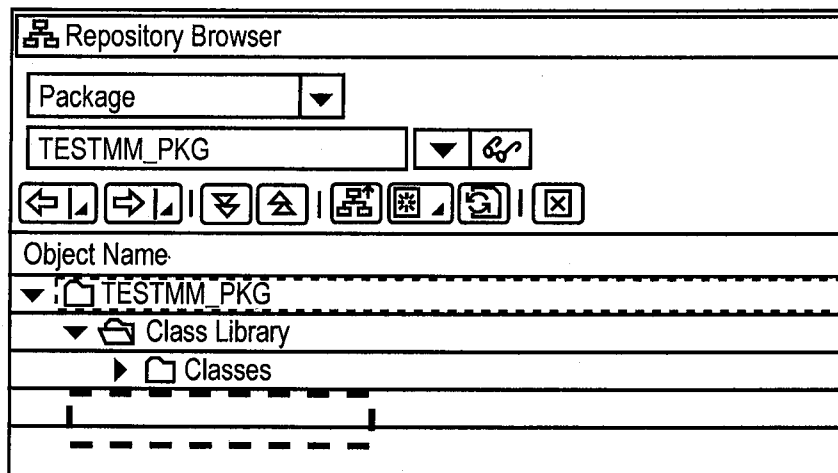 Repository Browser
Package
TESTMM_PKG
Object Name
TESTMM_PKG
Class Library
Classes